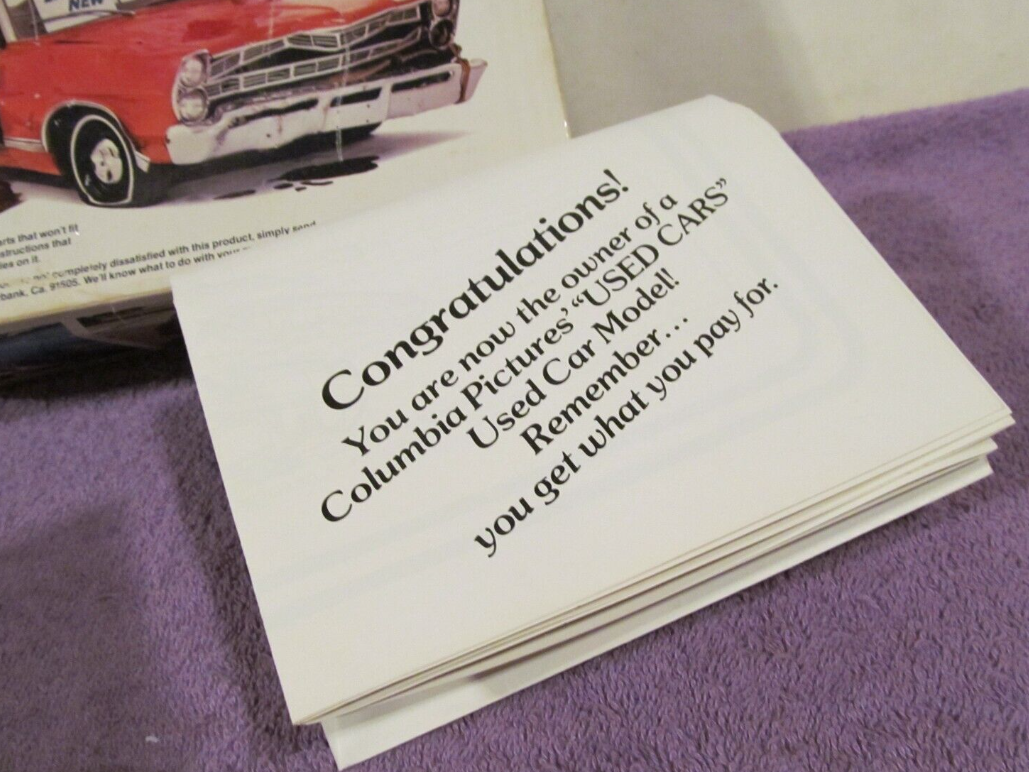 NEW
arts that won't fit
structions that
les on it.
completely dissatisfied with this product, simply send
bank, Ca. 91505. We'll know what to do with your
Congratulations!
You are now the owner of a
Columbia Pictures' “USED CARS”
Used Car Model!
Remember...
you get what you pay for.